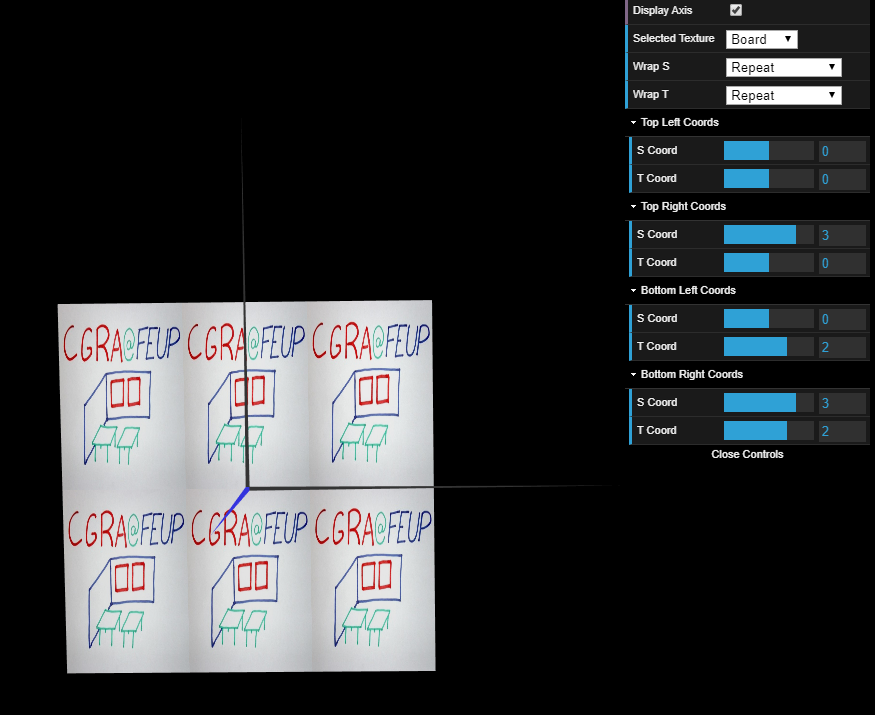 Display Axis
Selected Texture Board
Wrap S Repeat
Wrap T Repeat
Top Left Coords
S Coord 0
T Coord 0
Top Right Coords
S Coord 3
T Coord 0
Bottom Left Coords
S Coord 0
T Coord 2
Bottom Right Coords
S Coord 3
T Coord 2
Close Controls
CGRA@FEUP CGRA@FEUP CGRA@FEUP
CGRA@FEUP CGRA@FEUP CGRA@FEUP